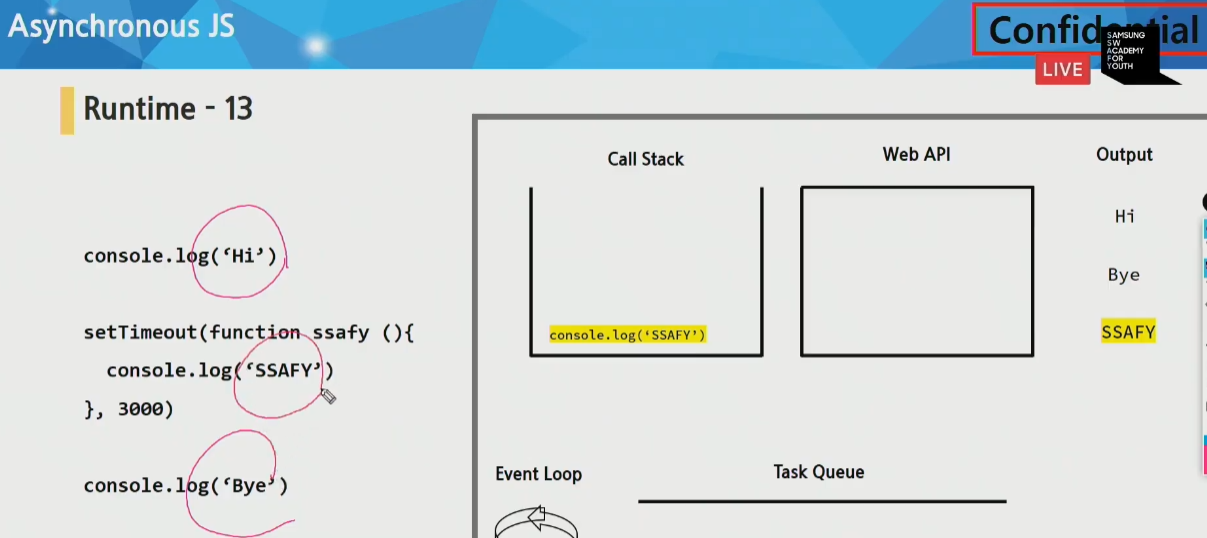 Asynchronous JS
Confidential
SAMSUNG
SW
ACADEMY
FOR
YOUTH
LIVE
Runtime - 13
console.log(‘Hi’)
setTimeout(function ssafy (){
console.log(‘SSAFY’)
}, 3000)
console.log(‘Bye’)
Call Stack
console.log(‘SSAFY’)
Web API
Output
Hi
Bye
SSAFY
Event Loop
Task Queue